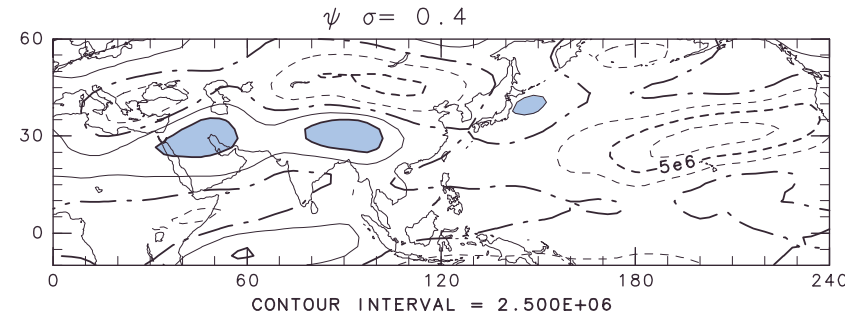 ψ σ= 0.4
60
30
0
-5e6-
0 60 120 180 240
CONTOUR INTERVAL = 2.500E+06